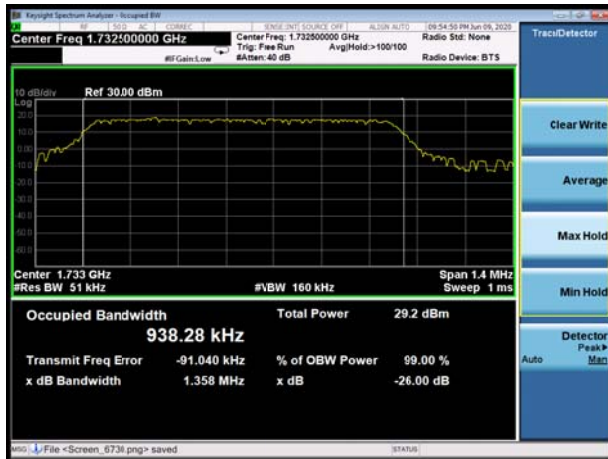 Keysight Spectrum Analyzer - Occupied BW
RF 50 Ω AC CORREC SENSE:INT SOURCE OFF ALIGN AUTO 09:54:50 PM Jun 09, 2020
Center Freq 1.732500000 GHz Center Freq: 1.732500000 GHz Radio Std: None
Trig: Free Run Avg|Hold:>100/100
#IFGain:Low #Atten: 40 dB Radio Device: BTS
Trace/Detector
10 dB/div Ref 30.00 dBm
Log
20.0
10.0
0.00
-10.0
-20.0
-30.0
-40.0
-50.0
-60.0
Center 1.733 GHz Span 1.4 MHz
#Res BW 51 kHz #VBW 160 kHz Sweep 1 ms
Occupied Bandwidth Total Power 29.2 dBm
938.28 kHz
Transmit Freq Error -91.040 kHz % of OBW Power 99.00 %
x dB Bandwidth 1.358 MHz x dB -26.00 dB
Clear Write
Average
Max Hold
Min Hold
Detector
Peak▶
Auto Man
MSG File <Screen_6736.png> saved STATUS